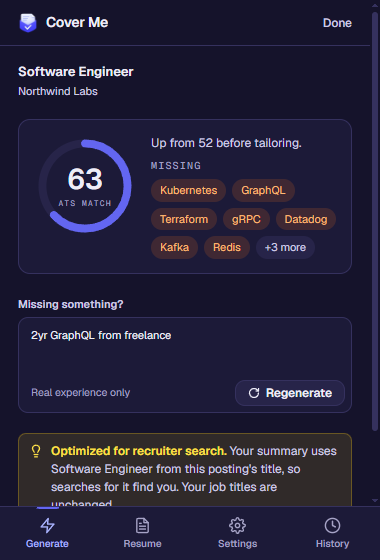 Cover Me
Done
Software Engineer
Northwind Labs
63
ATS MATCH
Up from 52 before tailoring.
MISSING
Kubernetes GraphQL
Terraform gRPC Datadog
Kafka Redis +3 more
Missing something?
2yr GraphQL from freelance
Real experience only
Regenerate
Optimized for recruiter search. Your summary uses
Software Engineer from this posting's title, so
searches for it find you. Your job titles are
unchanged.
Generate Resume Settings History